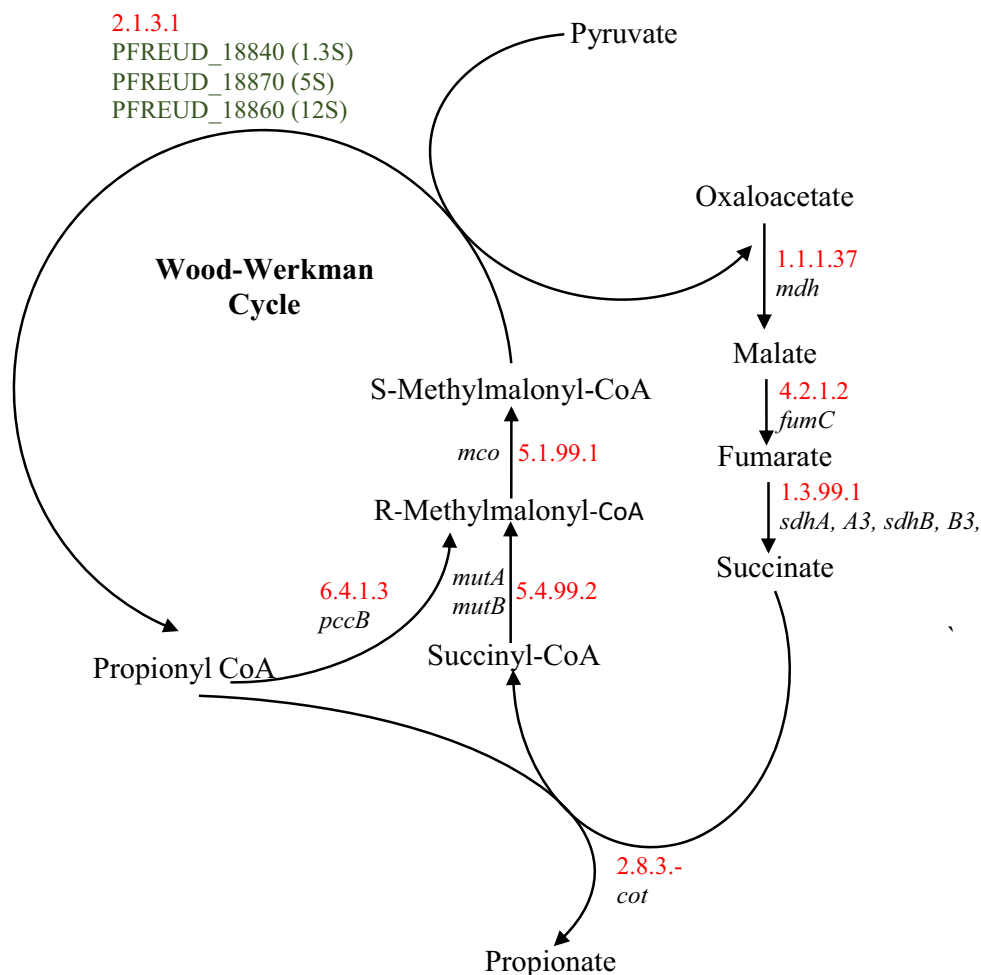 2.1.3.1
PFREUD_18840 (1.3S)
PFREUD_18870 (5S)
PFREUD_18860 (12S)
Pyruvate
Oxaloacetate
1.1.1.37
mdh
Wood-Werkman
Cycle
Malate
4.2.1.2
fumC
S-Methylmalonyl-CoA
mco
5.1.99.1
Fumarate
1.3.99.1
sdhA, A3, sdhB, B3,
R-Methylmalonyl-CoA
Succinate
6.4.1.3
pccB
mutA
mutB
5.4.99.2
Propionyl CoA
Succinyl-CoA
`
2.8.3.-
cot
Propionate